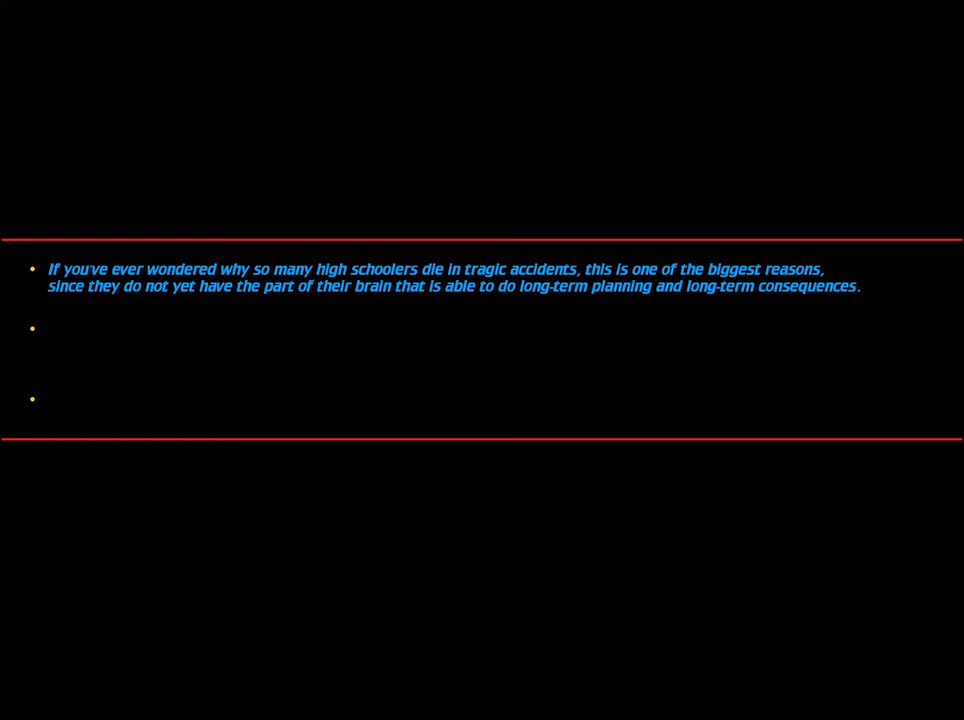 • If you've ever wondered why so many high schoolers die in tragic accidents, this is one of the biggest reasons,
since they do not yet have the part of their brain that is able to do long-term planning and long-term consequences.
•
•